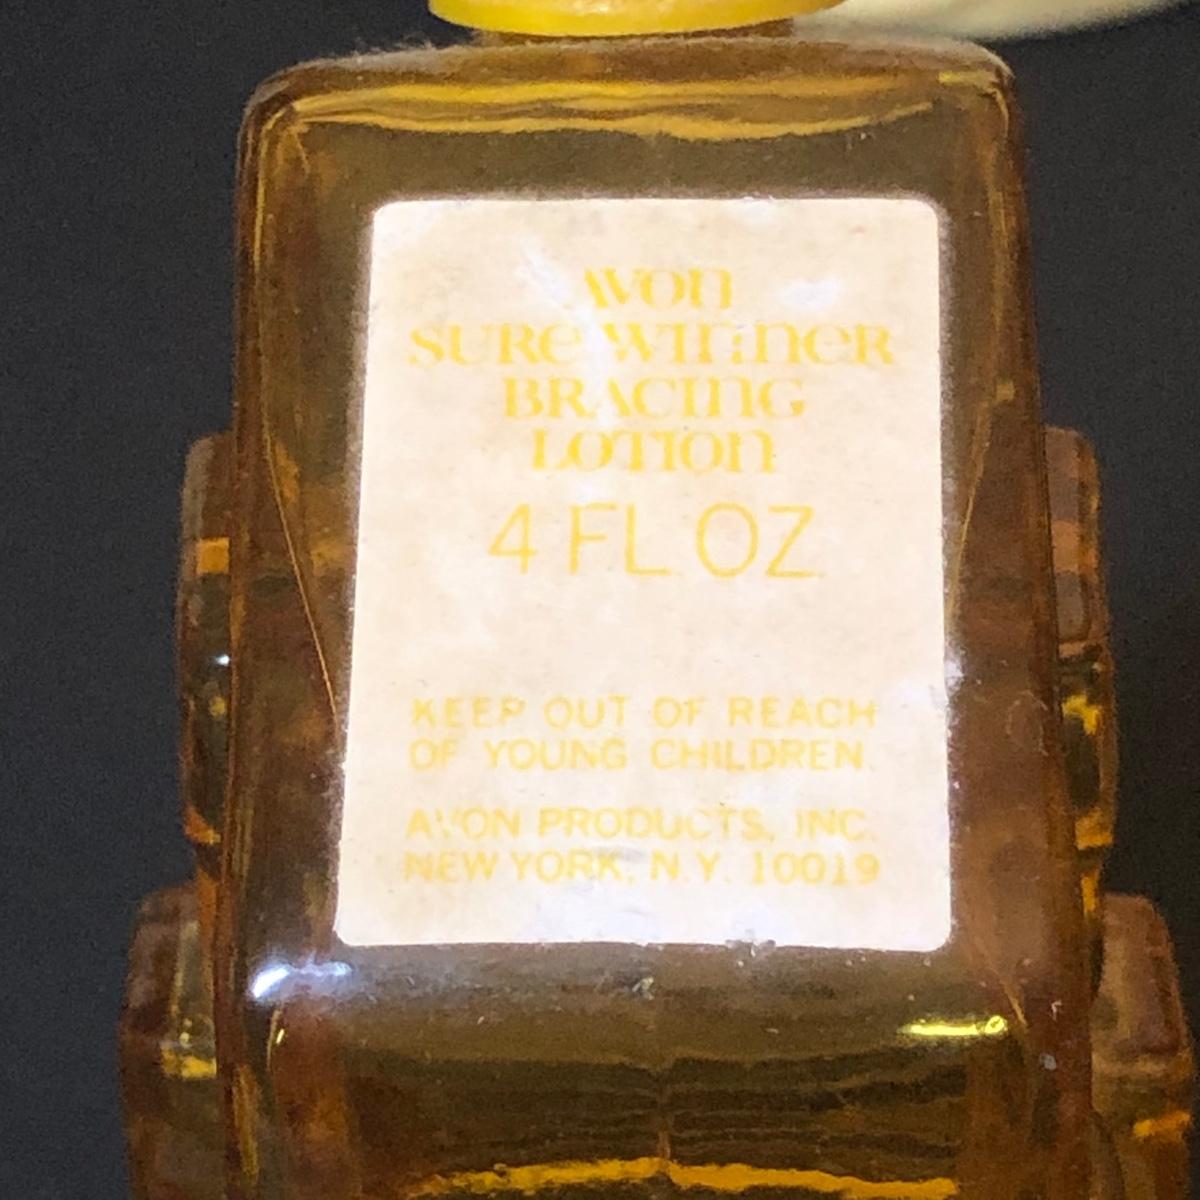 AVON
SURE WINNER
BRACING
LOTION
4 FL OZ
KEEP OUT OF REACH
OF YOUNG CHILDREN.
AVON PRODUCTS, INC.
NEW YORK, N.Y. 10019